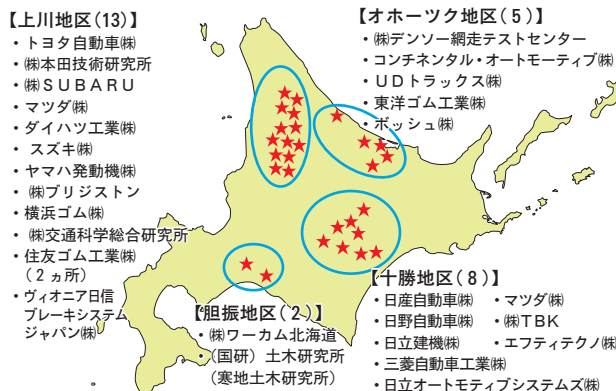 【上川地区(13)】
・トヨタ自動車㈱
・㈱本田技術研究所
・㈱ＳＵＢＡＲＵ
・マツダ㈱
・ダイハツ工業㈱
・スズキ㈱
・ヤマハ発動機㈱
・㈱ブリジストン
・横浜ゴム㈱
・㈱交通科学総合研究所
・住友ゴム工業㈱
（２ヵ所）
・ヴィオニア日信
ブレーキシステム
ジャパン㈱
【オホーツク地区(５)】
・㈱デンソー網走テストセンター
・コンチネンタル・オートモーティブ㈱
・ＵＤトラックス㈱
・東洋ゴム工業㈱
・ボッシュ㈱
【胆振地区(２)】
・㈱ワーカム北海道
・(国研) 土木研究所
（寒地土木研究所）
【十勝地区(８)】
・日産自動車㈱　・マツダ㈱
・日野自動車㈱　・㈱TBK
・日立建機㈱　・エフティテクノ㈱
・三菱自動車工業㈱
・日立オートモティブシステムズ㈱